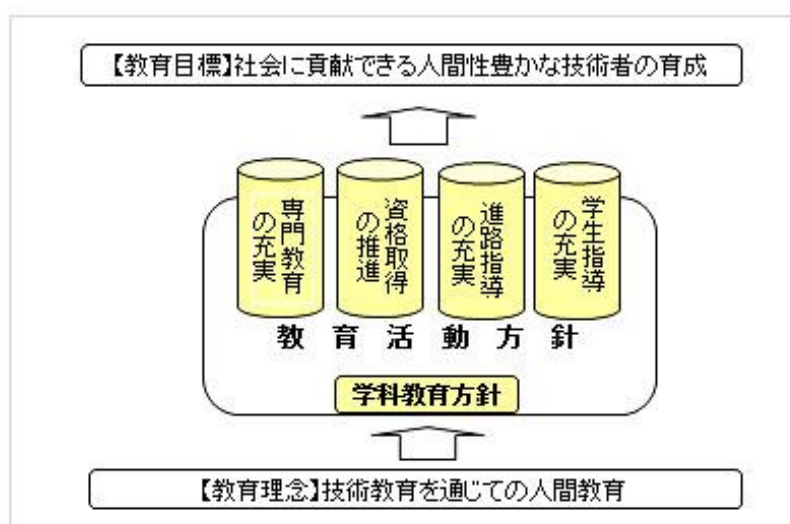 【教育目標】社会に貢献できる人間性豊かな技術者の育成
専門教育
の充実
資格取得
の推進
進路指導
の充実
学生指導
の充実
教育活動方針
学科教育方針
【教育理念】技術教育を通じての人間教育